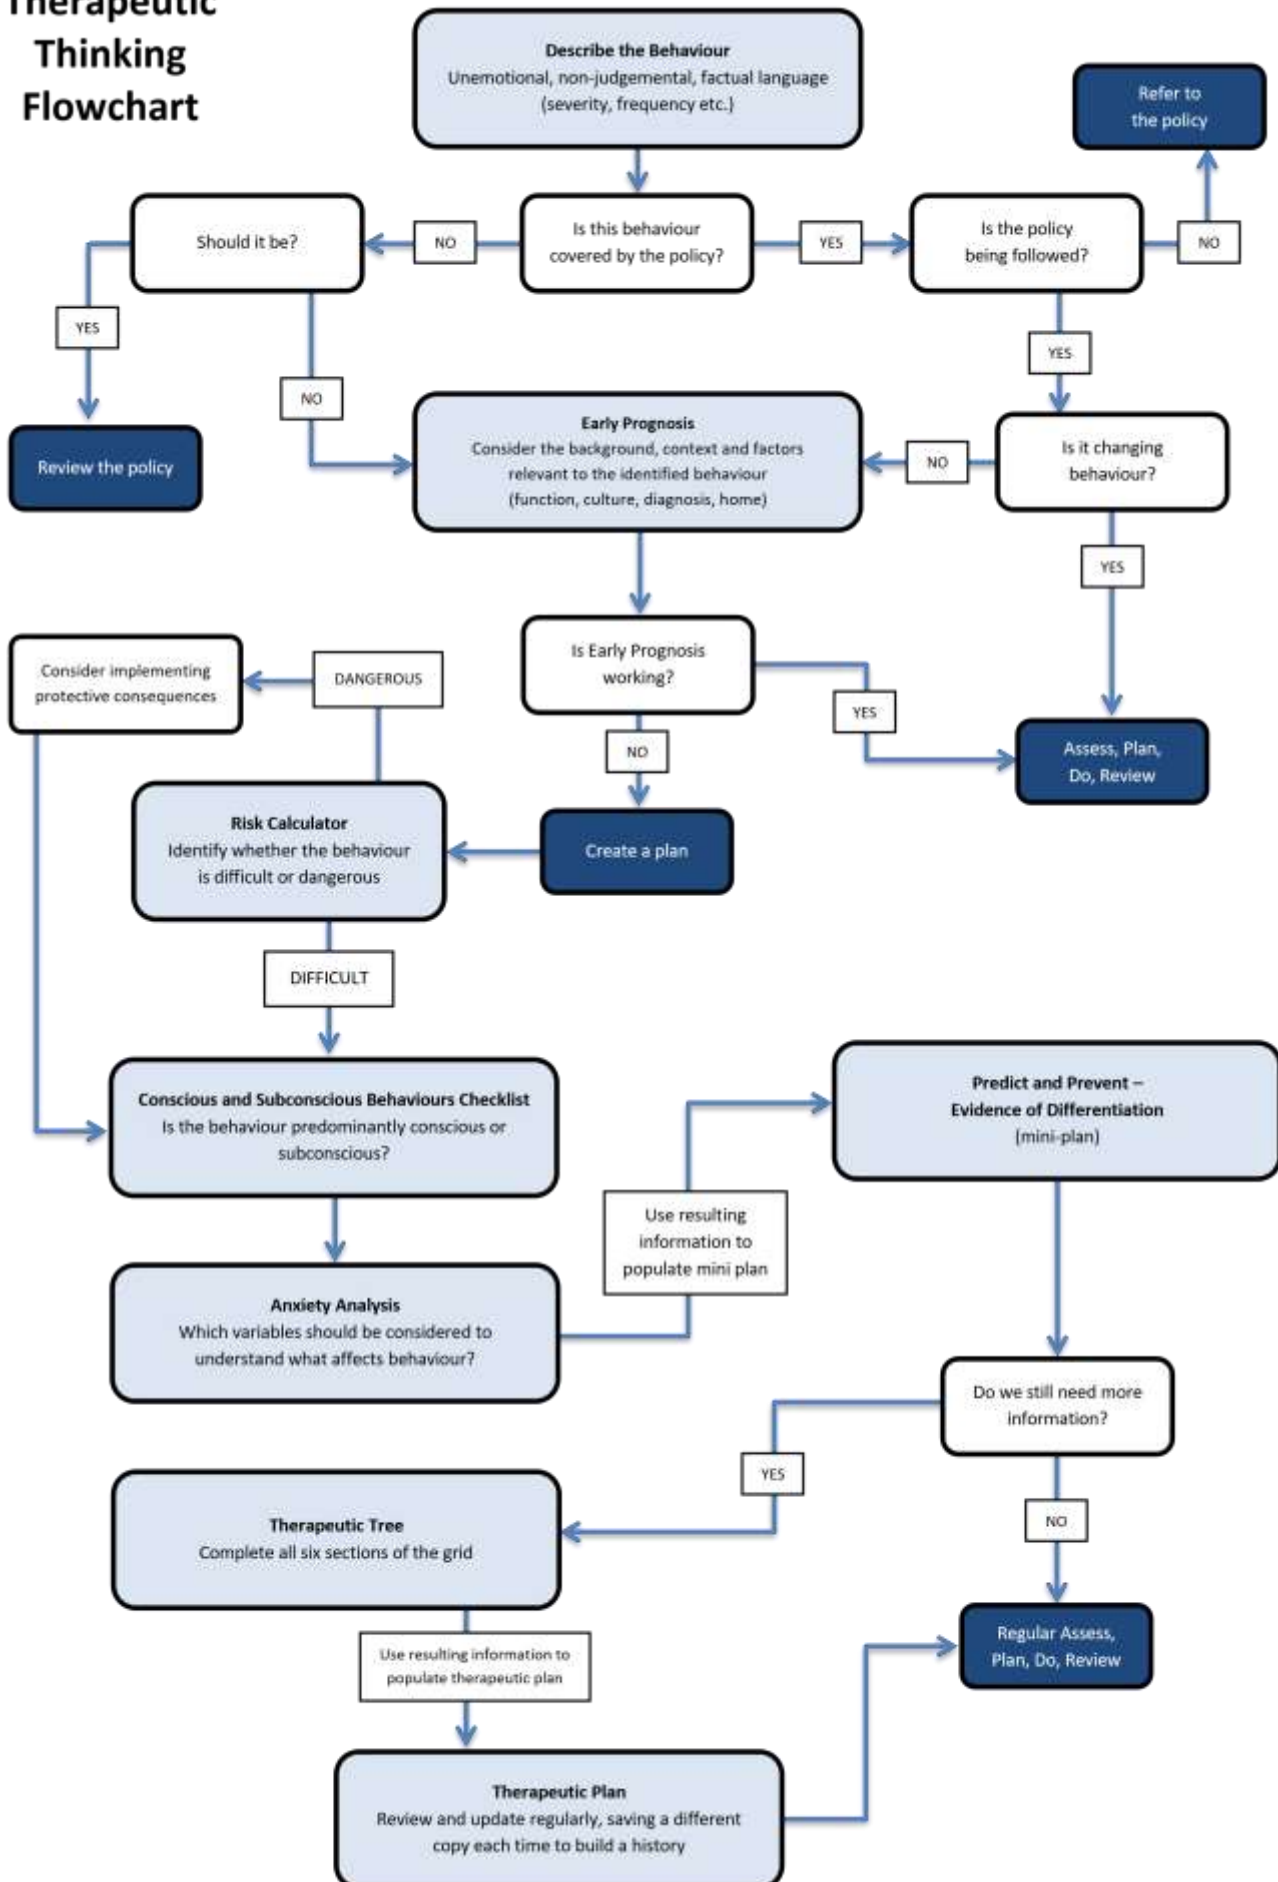 Therapeutic
Thinking
Flowchart
Describe the Behaviour
Unemotional, non-judgemental, factual language
(severity, frequency etc.)
Refer to
the policy
Should it be?
NO
Is this behaviour
covered by the policy?
YES
Is the policy
being followed?
NO
YES
YES
NO
Early Prognosis
Consider the background, context and factors
relevant to the identified behaviour
(function, culture, diagnosis, home)
NO
Is it changing
behaviour?
Review the policy
YES
Consider implementing
protective consequences
DANGEROUS
Is Early Prognosis
working?
YES
NO
Assess, Plan,
Do, Review
Risk Calculator
Identify whether the behaviour
is difficult or dangerous
Create a plan
DIFFICULT
Conscious and Subconscious Behaviours Checklist
Is the behaviour predominantly conscious or
subconscious?
Predict and Prevent –
Evidence of Differentiation
(mini-plan)
Use resulting
information to
populate mini plan
Anxiety Analysis
Which variables should be considered to
understand what affects behaviour?
Do we still need more
information?
YES
NO
Therapeutic Tree
Complete all six sections of the grid
Use resulting information to
populate therapeutic plan
Regular Assess,
Plan, Do, Review
Therapeutic Plan
Review and update regularly, saving a different
copy each time to build a history